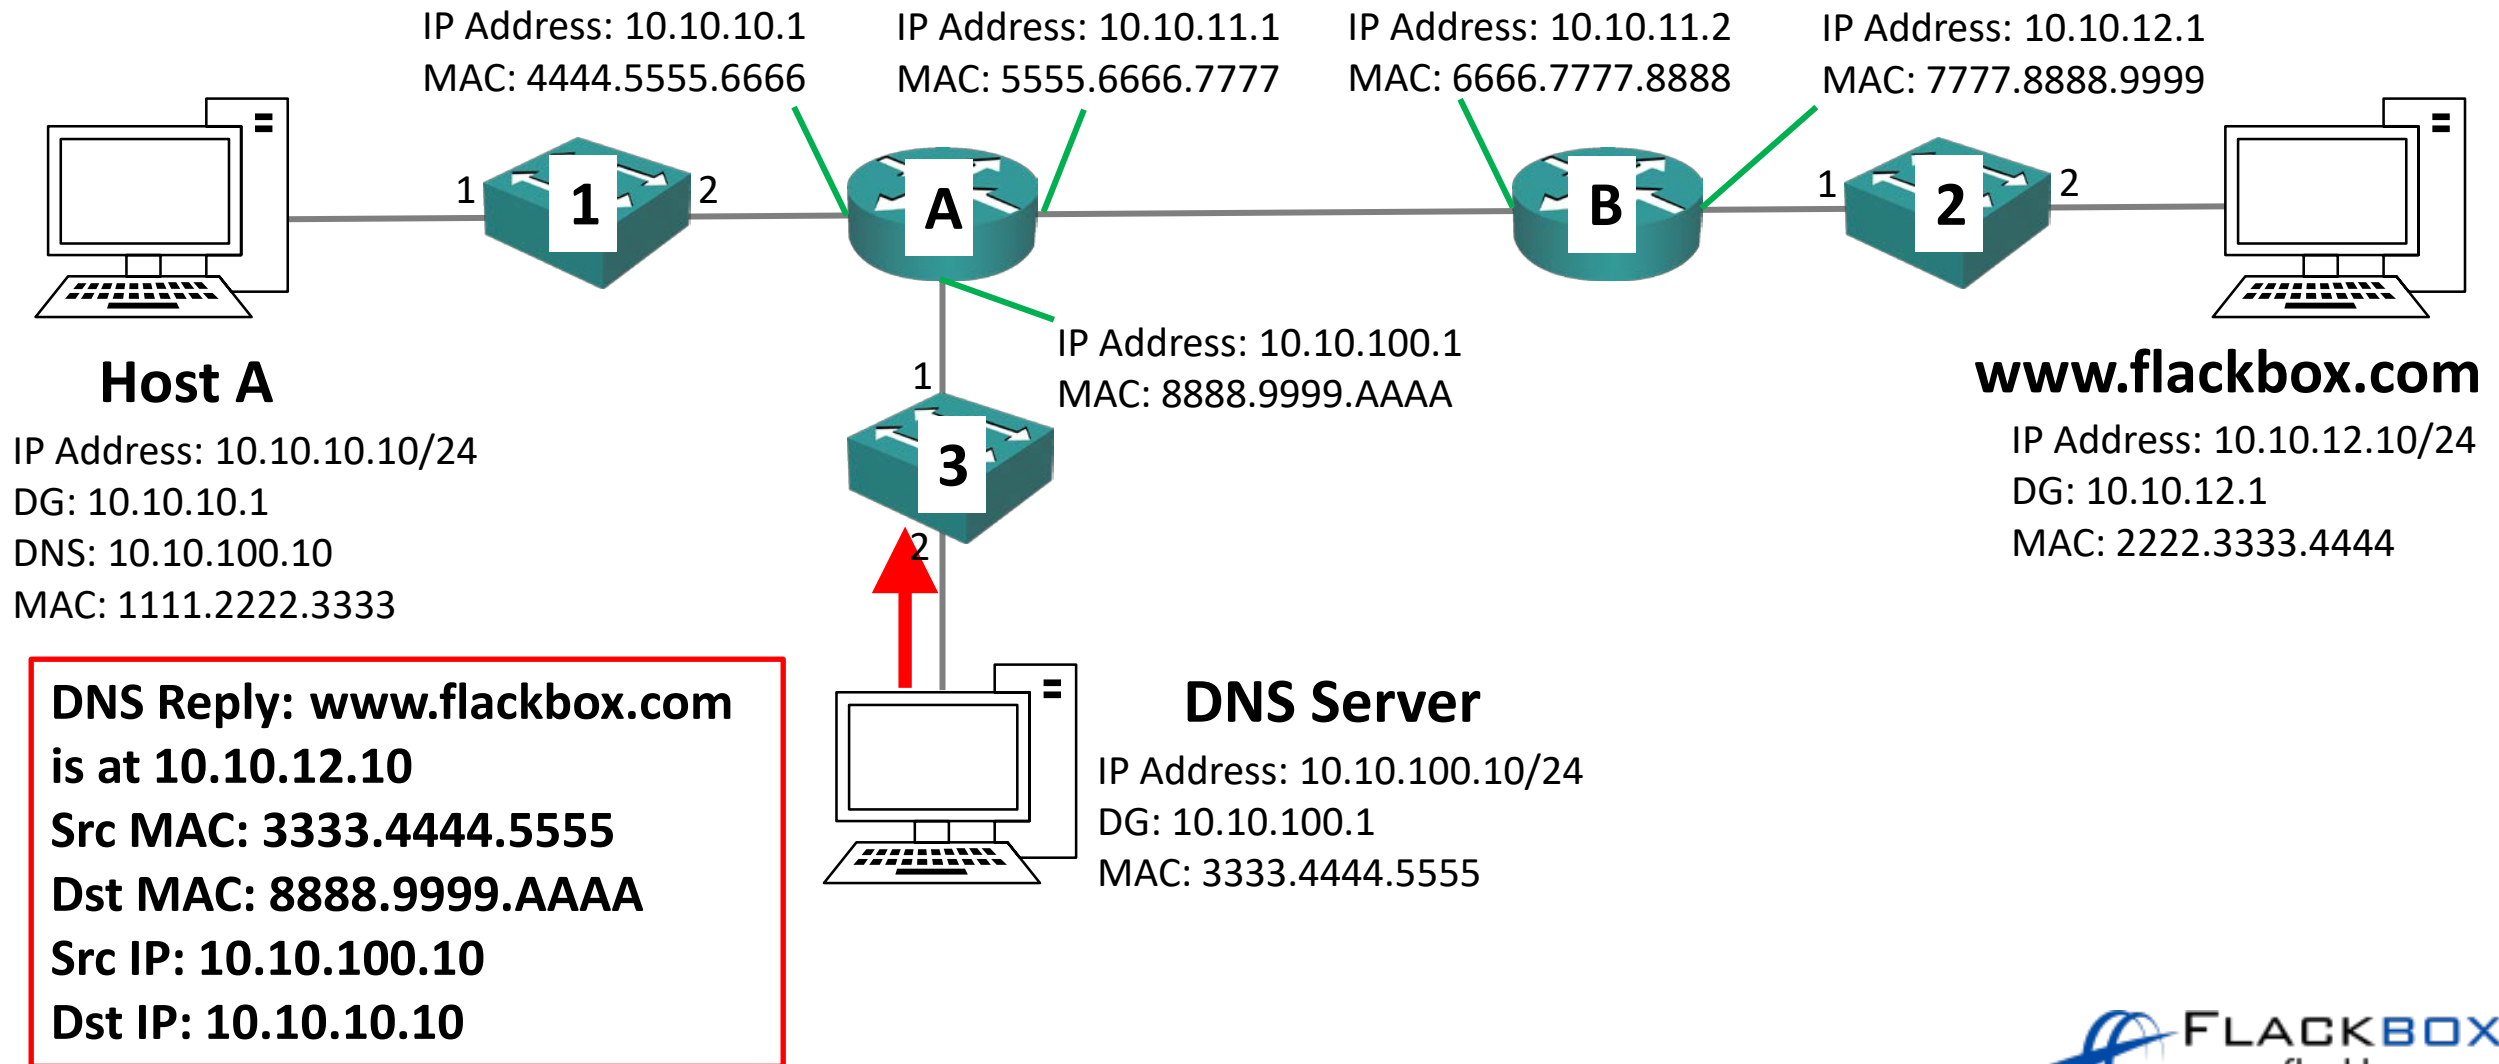 IP Address: 10.10.10.1
MAC: 4444.5555.6666
IP Address: 10.10.11.1
MAC: 5555.6666.7777
IP Address: 10.10.11.2
MAC: 6666.7777.8888
IP Address: 10.10.12.1
MAC: 7777.8888.9999
1
1
2
A
B
1
2
2
Host A
IP Address: 10.10.10.10/24
DG: 10.10.10.1
DNS: 10.10.100.10
MAC: 1111.2222.3333
IP Address: 10.10.100.1
MAC: 8888.9999.AAAA
1
3
2
www.flackbox.com
IP Address: 10.10.12.10/24
DG: 10.10.12.1
MAC: 2222.3333.4444
DNS Reply: www.flackbox.com
is at 10.10.12.10
Src MAC: 3333.4444.5555
Dst MAC: 8888.9999.AAAA
Src IP: 10.10.100.10
Dst IP: 10.10.10.10
DNS Server
IP Address: 10.10.100.10/24
DG: 10.10.100.1
MAC: 3333.4444.5555
FLACKBOX